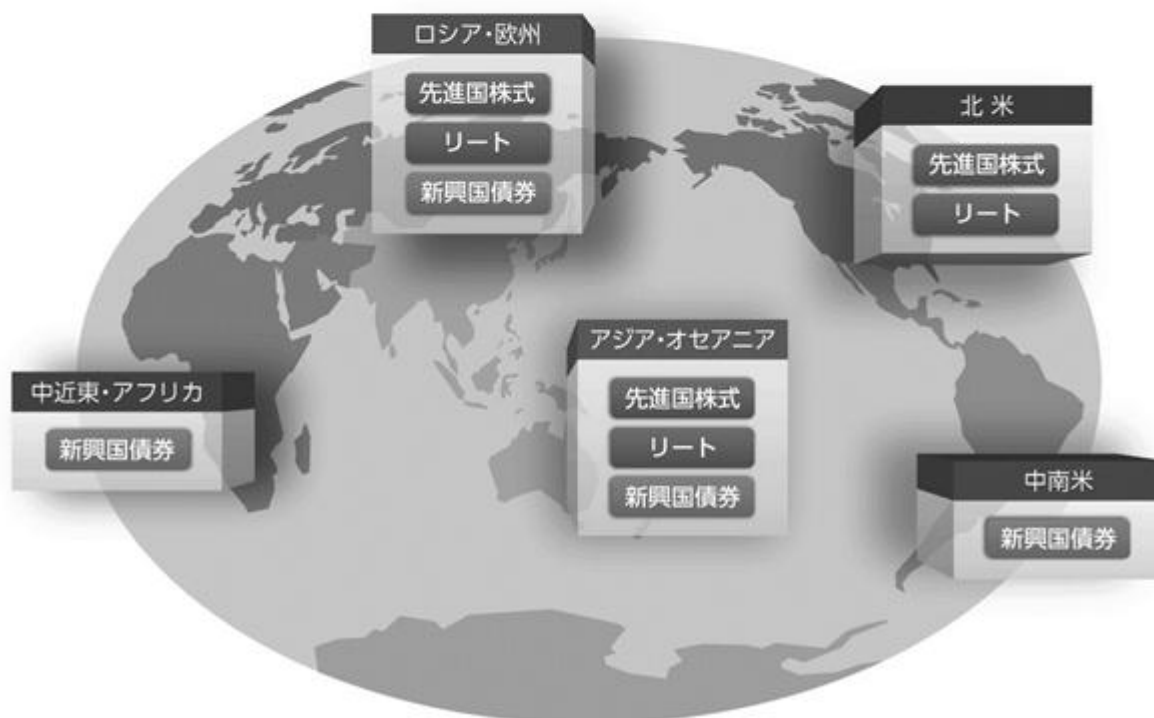 ロシア・欧州
先進国株式
リート
新興国債券
北米
先進国株式
リート
アジア・オセアニア
先進国株式
リート
新興国債券
中近東・アフリカ
新興国債券
中南米
新興国債券